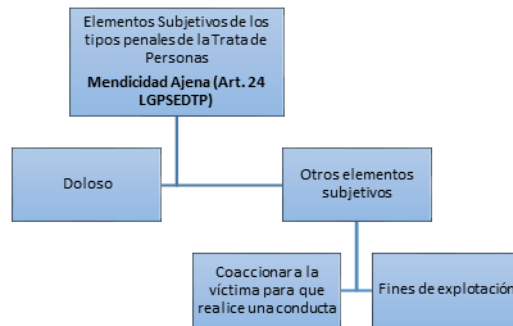 Elementos Subjetivos de los
tipos penales de la Trata de
Personas
Mendicidad Ajena (Art. 24
LGPSEDTP)
Doloso
Otros elementos
subjetivos
Coaccionar a la
víctima para que
realice una conducta
Fines de explotación